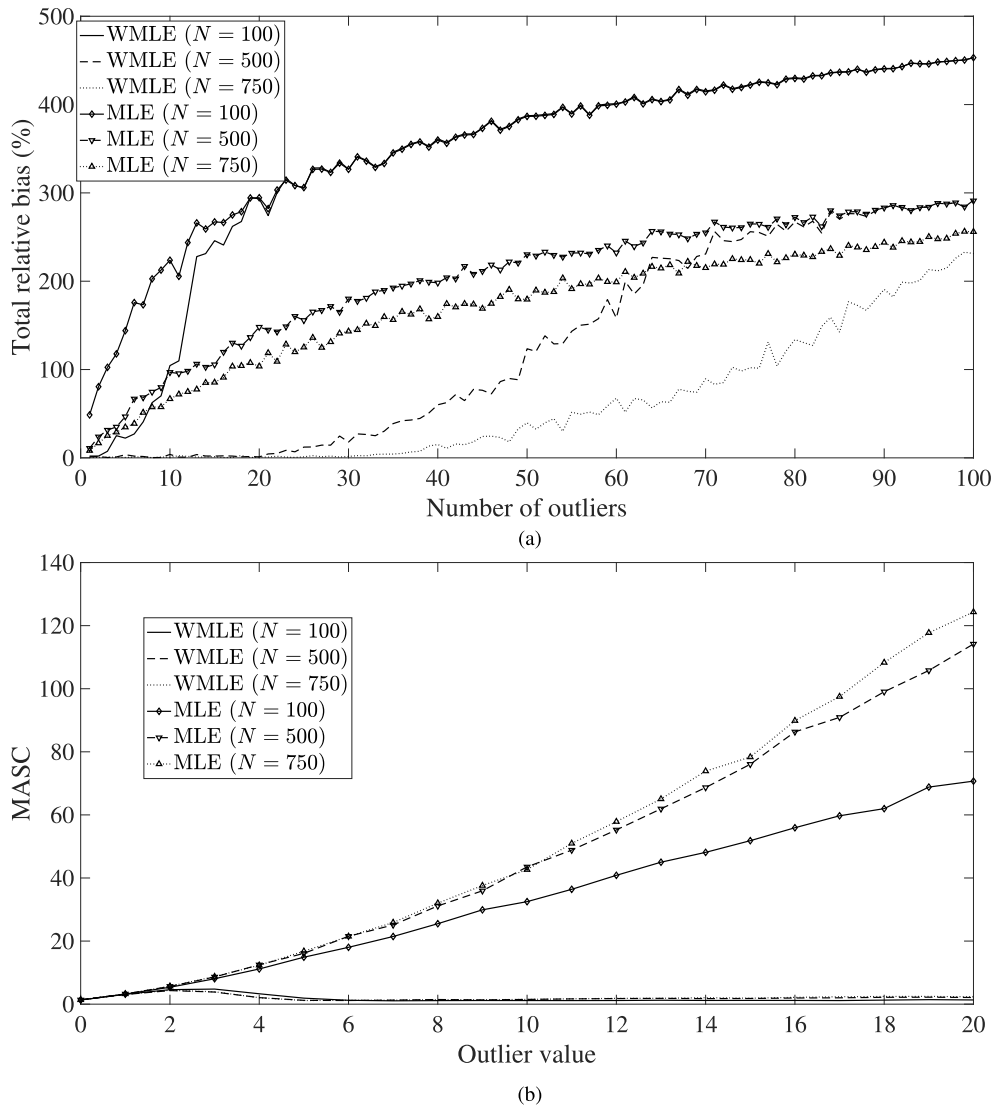 500
400
300
200
100
0
Total relative bias (%)
WMLE (N = 100)
WMLE (N = 500)
WMLE (N = 750)
MLE (N = 100)
MLE (N = 500)
MLE (N = 750)
0 10 20 30 40 50 60 70 80 90 100
Number of outliers
(a)
140
120
100
80
60
40
20
0
MASC
WMLE (N = 100)
WMLE (N = 500)
WMLE (N = 750)
MLE (N = 100)
MLE (N = 500)
MLE (N = 750)
0 2 4 6 8 10 12 14 16 18 20
Outlier value
(b)